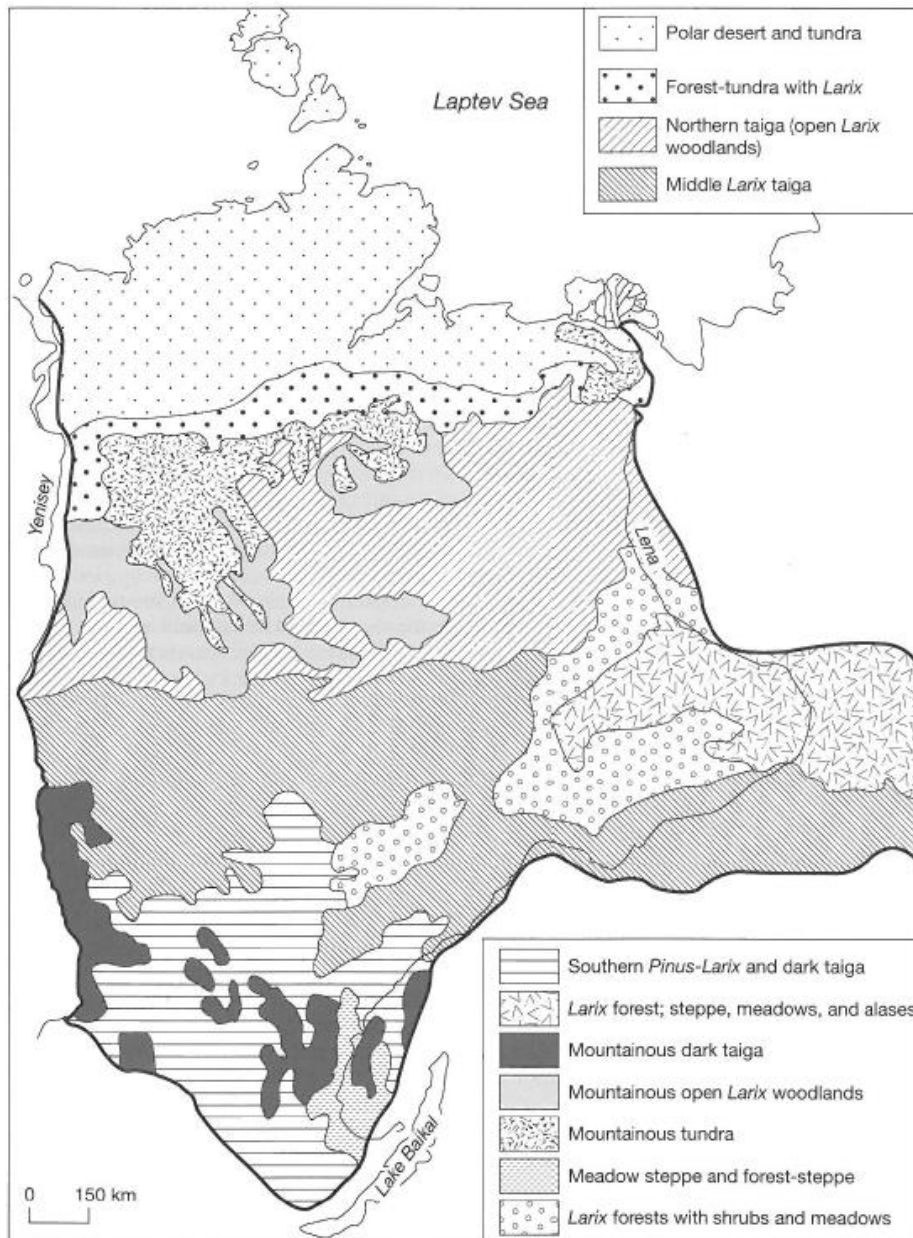 Polar desert and tundra
Laptev Sea
Forest-tundra with Larix
Northern taiga (open Larix
woodlands)
Middle Larix taiga
Yenisey
Lena
Southern Pinus-Larix and dark taiga
Larix forest; steppe, meadows, and alases
Mountainous dark taiga
Mountainous open Larix woodlands
Mountainous tundra
Lake Baikal
Meadow steppe and forest-steppe
0 150 km
Larix forests with shrubs and meadows